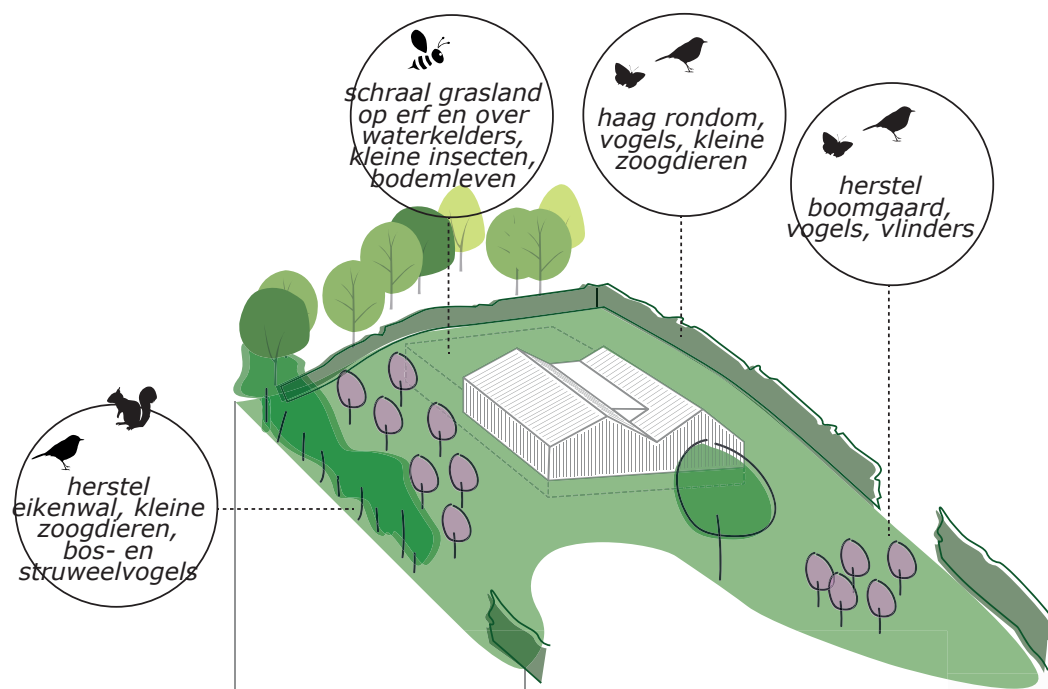 schraal grasland
op erf en over
waterkelders,
kleine insecten,
bodemleven
haag rondom,
vogels, kleine
zoogdieren
herstel
boomgaard,
vogels, vlinders
herstel
eikenwal, kleine
zoogdieren,
bos- en
struweelvogels